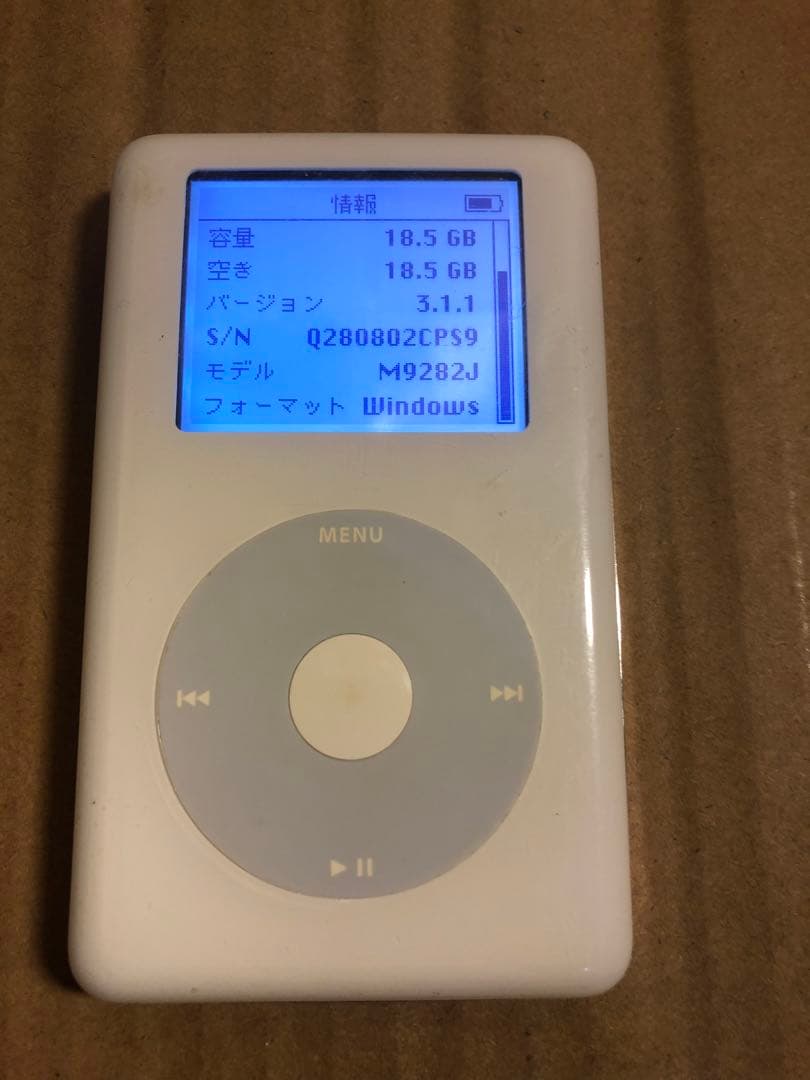 情報
容量 18.5 GB
空き 18.5 GB
バージョン 3.1.1
S/N Q280802CPS9
モデル M9282J
フォーマット Windows
MENU